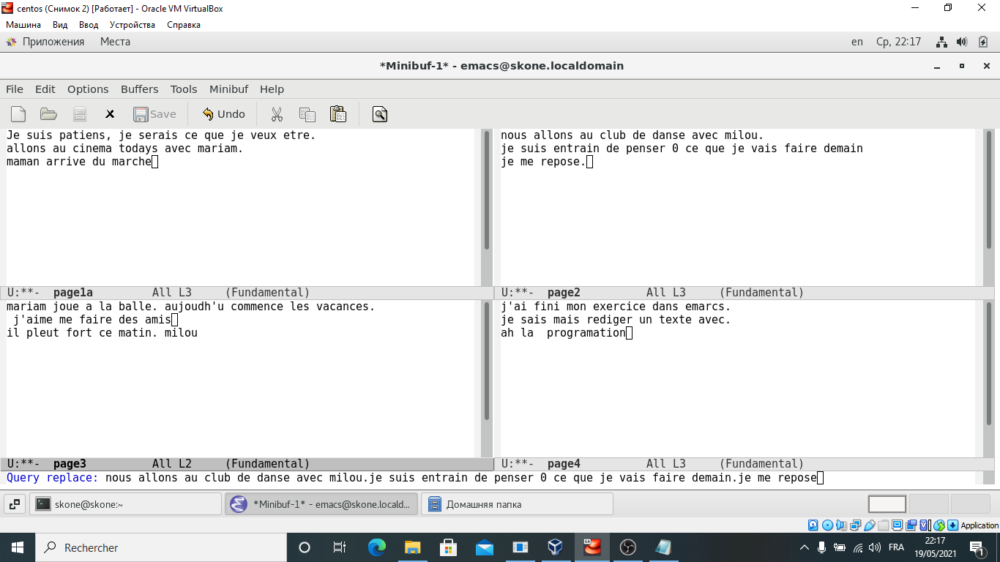 centos (Снимок 2) [Работает] - Oracle VM VirtualBox
Машина Вид Ввод Устройства Справка
Приложения Места en Ср, 22:17
*Minibuf-1* - emacs@skone.localdomain
File Edit Options Buffers Tools Minibuf Help
Save Undo
Je suis patiens, je serais ce que je veux etre.
allons au cinema todays avec mariam.
maman arrive du marche
U:**- page1a All L3 (Fundamental)
nous allons au club de danse avec milou.
je suis entrain de penser 0 ce que je vais faire demain
je me repose.
U:**- page2 All L3 (Fundamental)
mariam joue a la balle. aujoudh'u commence les vacances.
j'aime me faire des amis
il pleut fort ce matin. milou
U:**- page3 All L2 (Fundamental)
j'ai fini mon exercice dans emarcs.
je sais mais rediger un texte avec.
ah la  programation
U:**- page4 All L3 (Fundamental)
Query replace: nous allons au club de danse avec milou.je suis entrain de penser 0 ce que je vais faire demain.je me repose
skone@skone:~ *Minibuf-1* - emacs@skone.locald... Домашняя папка
Application
Rechercher FRA 22:17
19/05/2021 1